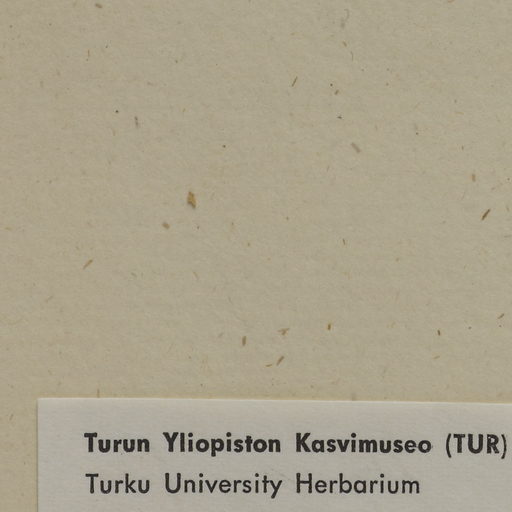 Turun Yliopiston Kasvimuseo (TUR)
Turku University Herbarium